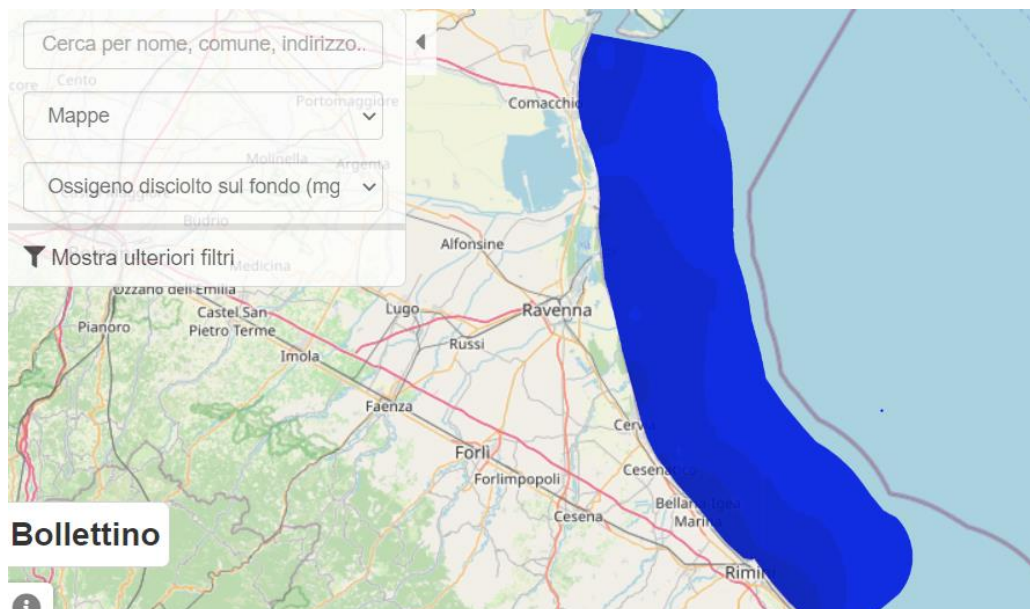 Cerca per nome, comune, indirizzo..
Cento
Mappe
Portomaggiore
Comacchio
Molinella
Argenta
Ossigeno disciolto sul fondo (mg
Budrio
Alfonsine
Mostra ulteriori filtri
Medicina
Ozzano dell'Emilia
Castel San
Pietro Terme
Lugo
Ravenna
Pianoro
Russi
Imola
Faenza
Cervia
Forlì
Forlimpopoli
Cesenatico
Cesena
Bellaria-Igea
Marina
Bollettino
Rimini